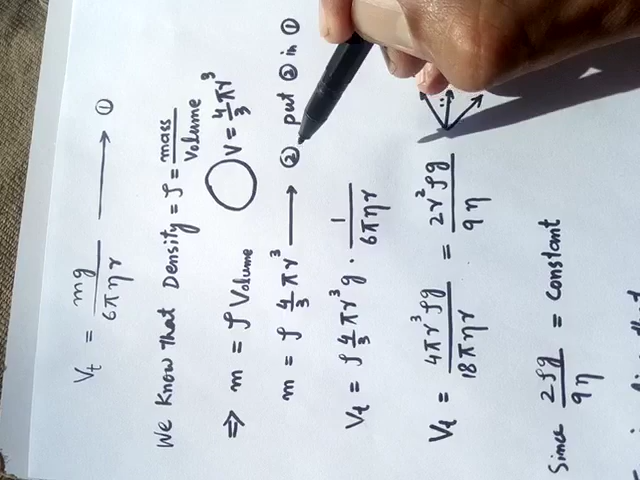 Vt = mg / 6πηr ⟶ ①
We Know That Density = ρ = mass / Volume
⇒ m = ρ Volume V = 4/3 πr³
m = ρ 4/3 πr³ ⟶ ② put ② in ①
Vt = ρ 4/3 πr³ g · 1 / 6πηr
Vt = 4πr³ρg / 18πηr = 2r²ρg / 9η
∵
Since 2ρg / 9η = constant